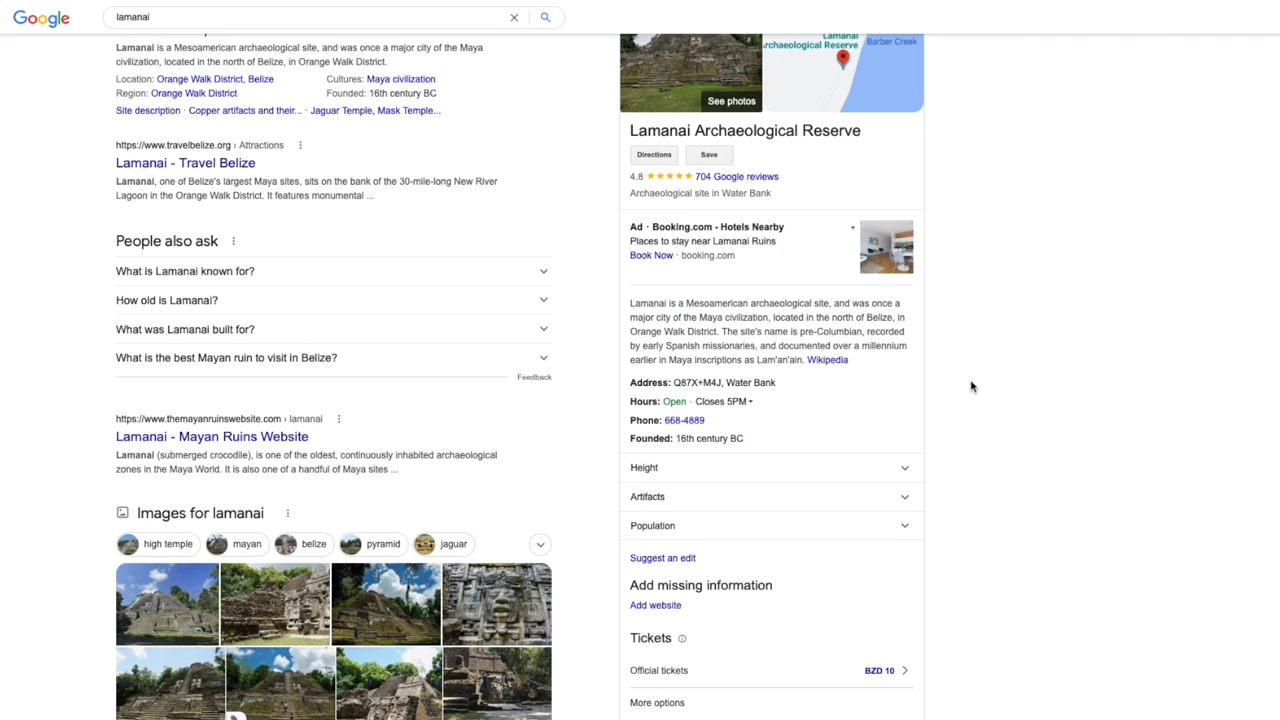 Google
lamanai
Lamanai is a Mesoamerican archaeological site, and was once a major city of the Maya
civilization, located in the north of Belize, in Orange Walk District.
Location: Orange Walk District, Belize
Cultures: Maya civilization
Region: Orange Walk District
Founded: 16th century BC
Site description · Copper artifacts and their... · Jaguar Temple, Mask Temple...
https://www.travelbelize.org › Attractions
Lamanai - Travel Belize
Lamanai, one of Belize's largest Maya sites, sits on the bank of the 30-mile-long New River
Lagoon in the Orange Walk District. It features monumental ...
People also ask
What is Lamanai known for?
How old is Lamanai?
What was Lamanai built for?
What is the best Mayan ruin to visit in Belize?
Feedback
https://www.themayanruinswebsite.com › lamanai
Lamanai - Mayan Ruins Website
Lamanai (submerged crocodile), is one of the oldest, continuously inhabited archaeological
zones in the Maya World. It is also one of a handful of Maya sites ...
Images for lamanai
high temple
mayan
belize
pyramid
jaguar
See photos
Lamanai
Archaeological Reserve
Barber Creek
Lamanai Archaeological Reserve
Directions
Save
4.8 704 Google reviews
Archaeological site in Water Bank
Ad · Booking.com - Hotels Nearby
Places to stay near Lamanai Ruins
Book Now · booking.com
Lamanai is a Mesoamerican archaeological site, and was once a
major city of the Maya civilization, located in the north of Belize, in
Orange Walk District. The site's name is pre-Columbian, recorded
by early Spanish missionaries, and documented over a millennium
earlier in Maya inscriptions as Lam'an'ain. Wikipedia
Address: Q87X+M4J, Water Bank
Hours: Open · Closes 5PM
Phone: 668-4889
Founded: 16th century BC
Height
Artifacts
Population
Suggest an edit
Add missing information
Add website
Tickets
Official tickets
BZD 10
More options